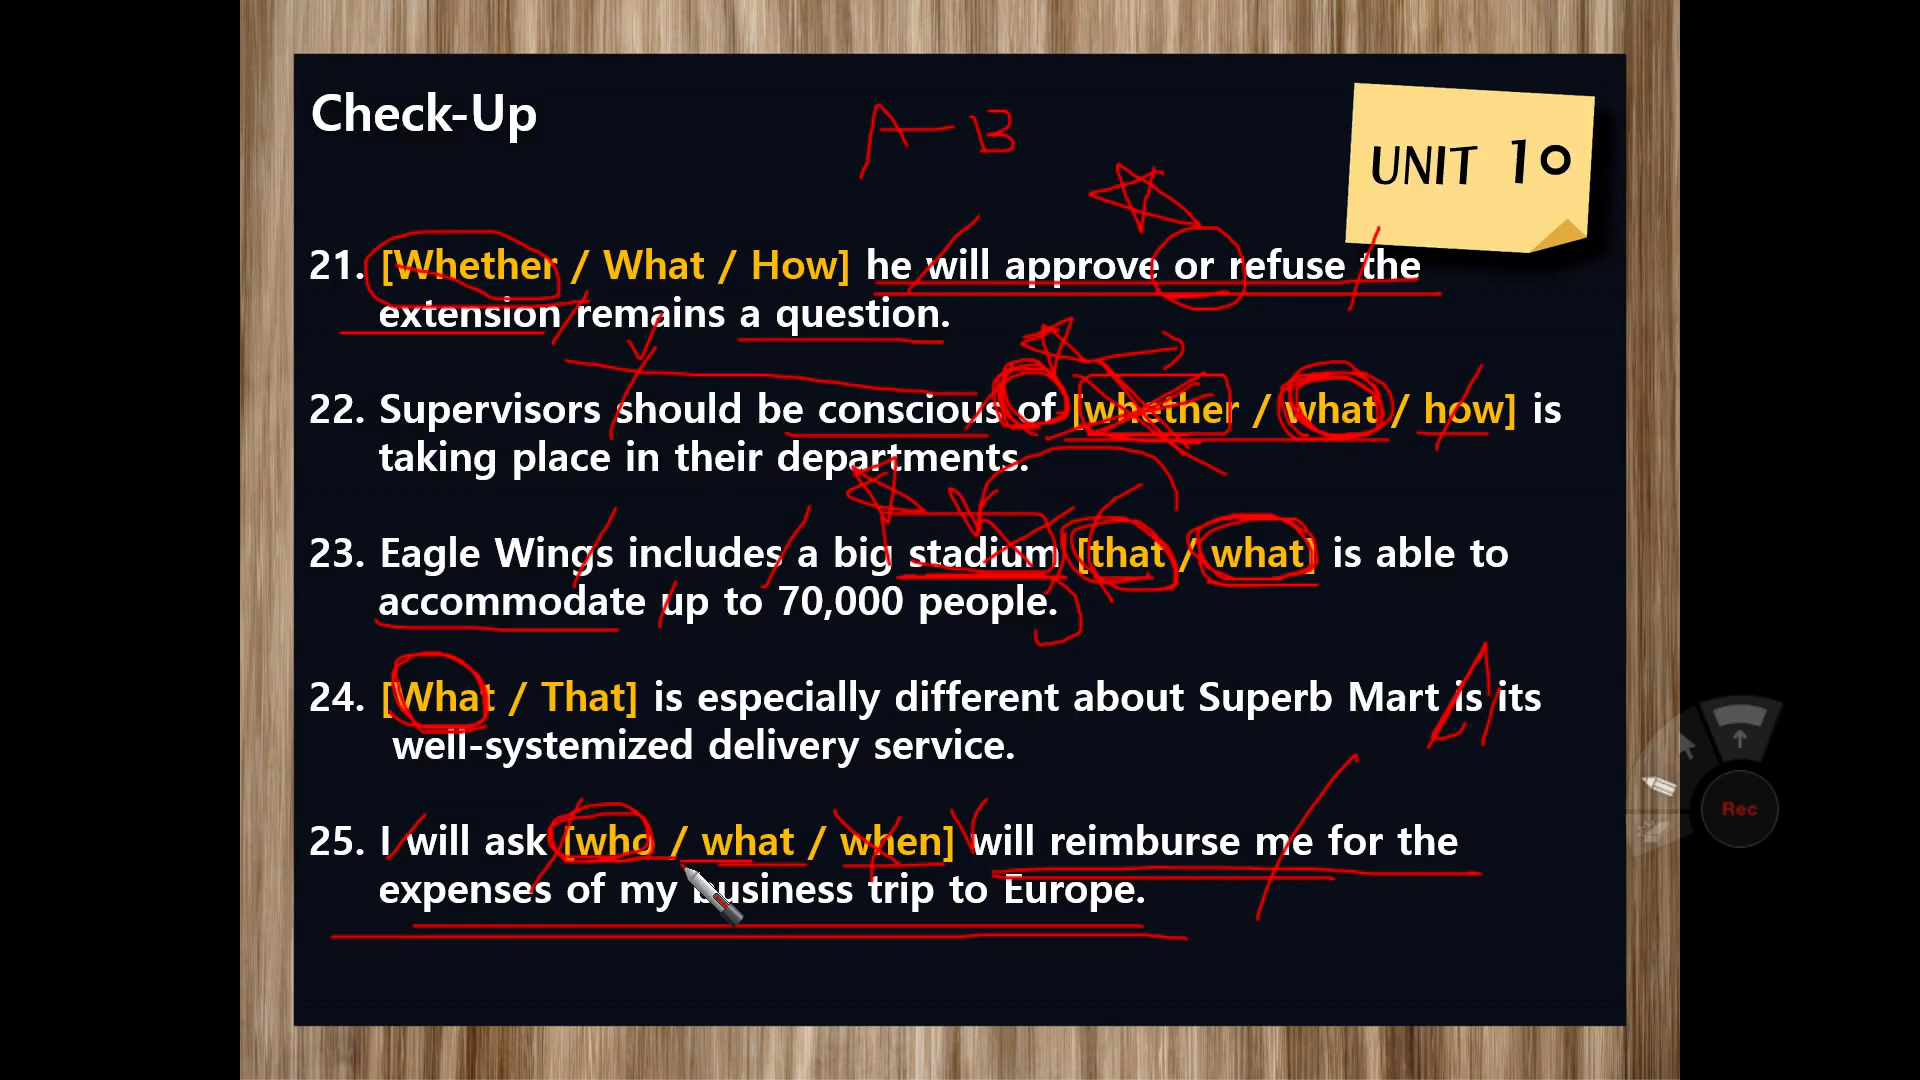 Check-Up
A-B
UNIT 10
21. [Whether / What / How] he will approve or refuse the
extension remains a question.
22. Supervisors should be conscious of [whether / what / how] is
taking place in their departments.
23. Eagle Wings includes a big stadium [that / what] is able to
accommodate up to 70,000 people.
24. [What / That] is especially different about Superb Mart is its
well-systemized delivery service.
25. I will ask [who / what / when] will reimburse me for the
expenses of my business trip to Europe.
Rec